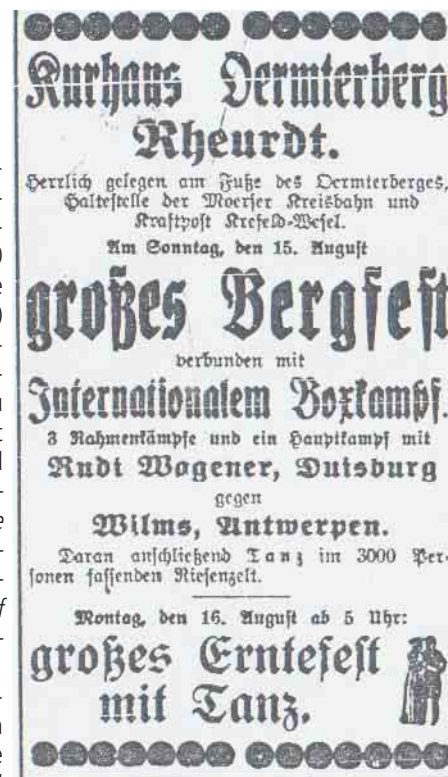 Kurhaus Oermterberg
Rheurdt.
Herrlich gelegen am Fuße des Oermterberges,
Haltestelle der Moerser Kreisbahn und
Kraftpost Krefeld-Wesel.
Am Sonntag, den 15. August
großes Bergfest
verbunden mit
Internationalem Boxkampf.
3 Rahmenkämpfe und ein Hauptkampf mit
Rudi Wagener, Duisburg
gegen
Wilms, Antwerpen.
Daran anschließend Tanz im 3000 Per-
sonen fassenden Riesenzelt.
Montag, den 16. August ab 5 Uhr:
großes Erntefest
mit Tanz.